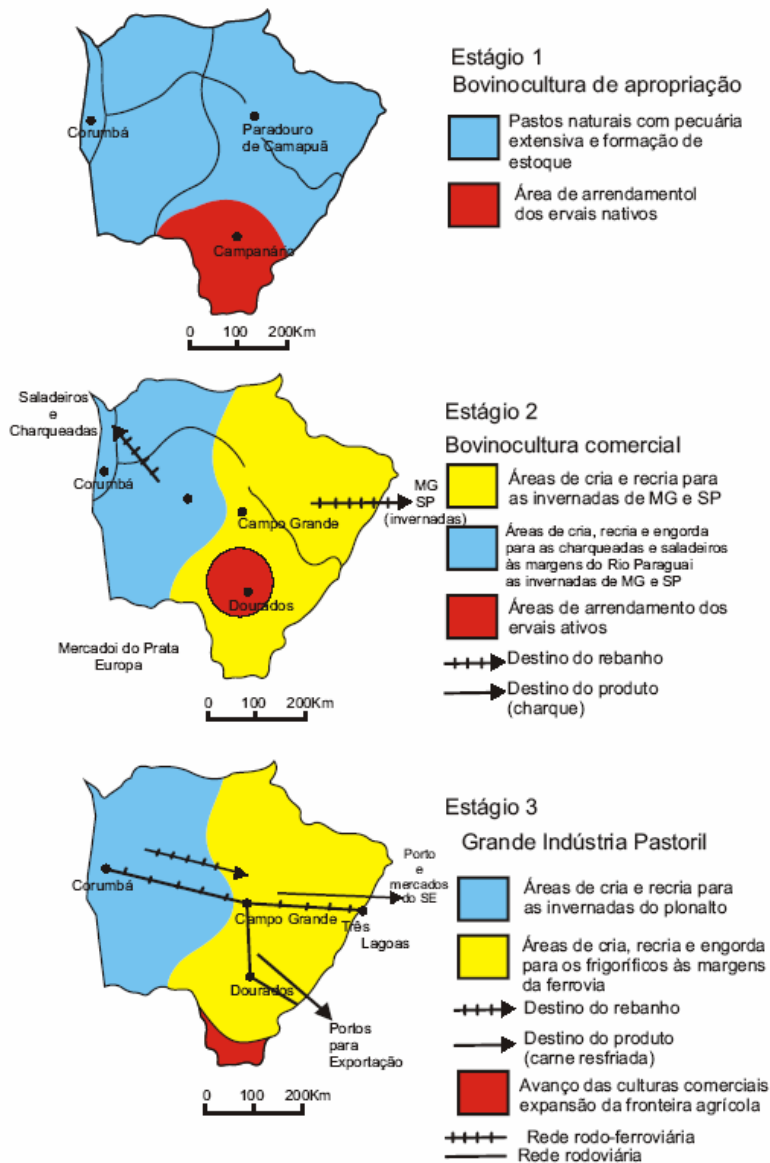 Estágio 1
Bovinocultura de apropriação
Corumbá
Paradouro
de Camapuã
Campanário
Pastos naturais com pecuária
extensiva e formação de
estoque
Área de arrendamentol
dos ervais nativos
0 100 200Km
Saladeiros
e
Charqueadas
Corumbá
Campo Grande
MG
SP
(invernadas)
Dourados
Mercadoi do Prata
Europa
0 100 200Km
Estágio 2
Bovinocultura comercial
Áreas de cria e recria para
as invernadas de MG e SP
Áreas de cria, recria e engorda
para as charqueadas e saladeiros
às margens do Rio Paraguai
as invernadas de MG e SP
Áreas de arrendamento dos
ervais ativos
Destino do rebanho
Destino do produto
(charque)
Estágio 3
Grande Indústria Pastoril
Corumbá
Campo Grande
Porto
e
mercados
do SE
Três
Lagoas
Dourados
Portos
para
Exportação
0 100 200Km
Áreas de cria e recria para
as invernadas do plonalto
Áreas de cria, recria e engorda
para os frigoríficos às margens
da ferrovia
Destino do rebanho
Destino do produto
(carne resfriada)
Avanço das culturas comerciais
expansão da fronteira agrícola
Rede rodo-ferroviária
Rede rodoviária